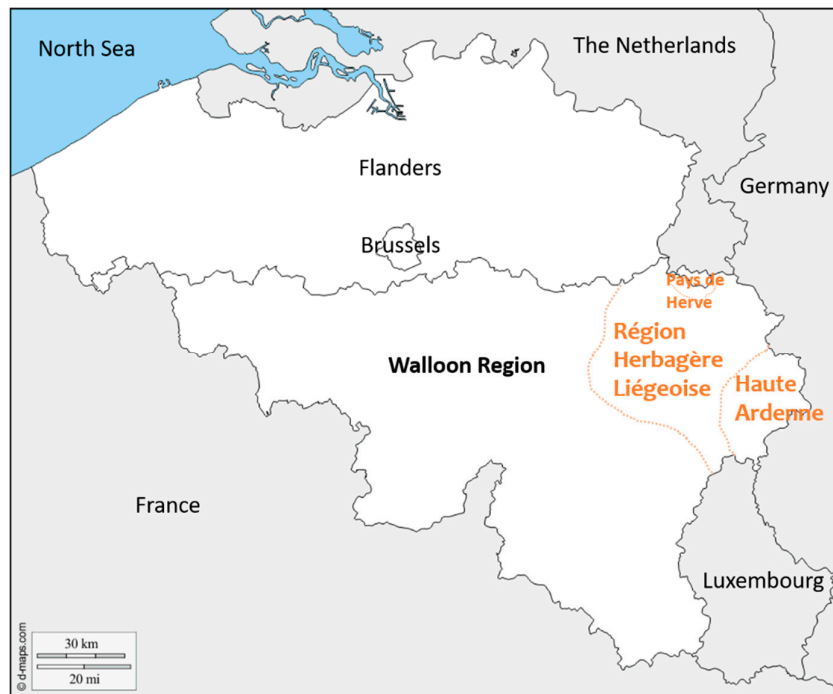 North Sea
The Netherlands
Flanders
Germany
Brussels
Pays de
Herve
Région
Herbagère
Liégeoise
Walloon Region
Haute
Ardenne
France
Luxembourg
30 km
20 mi
© d-maps.com